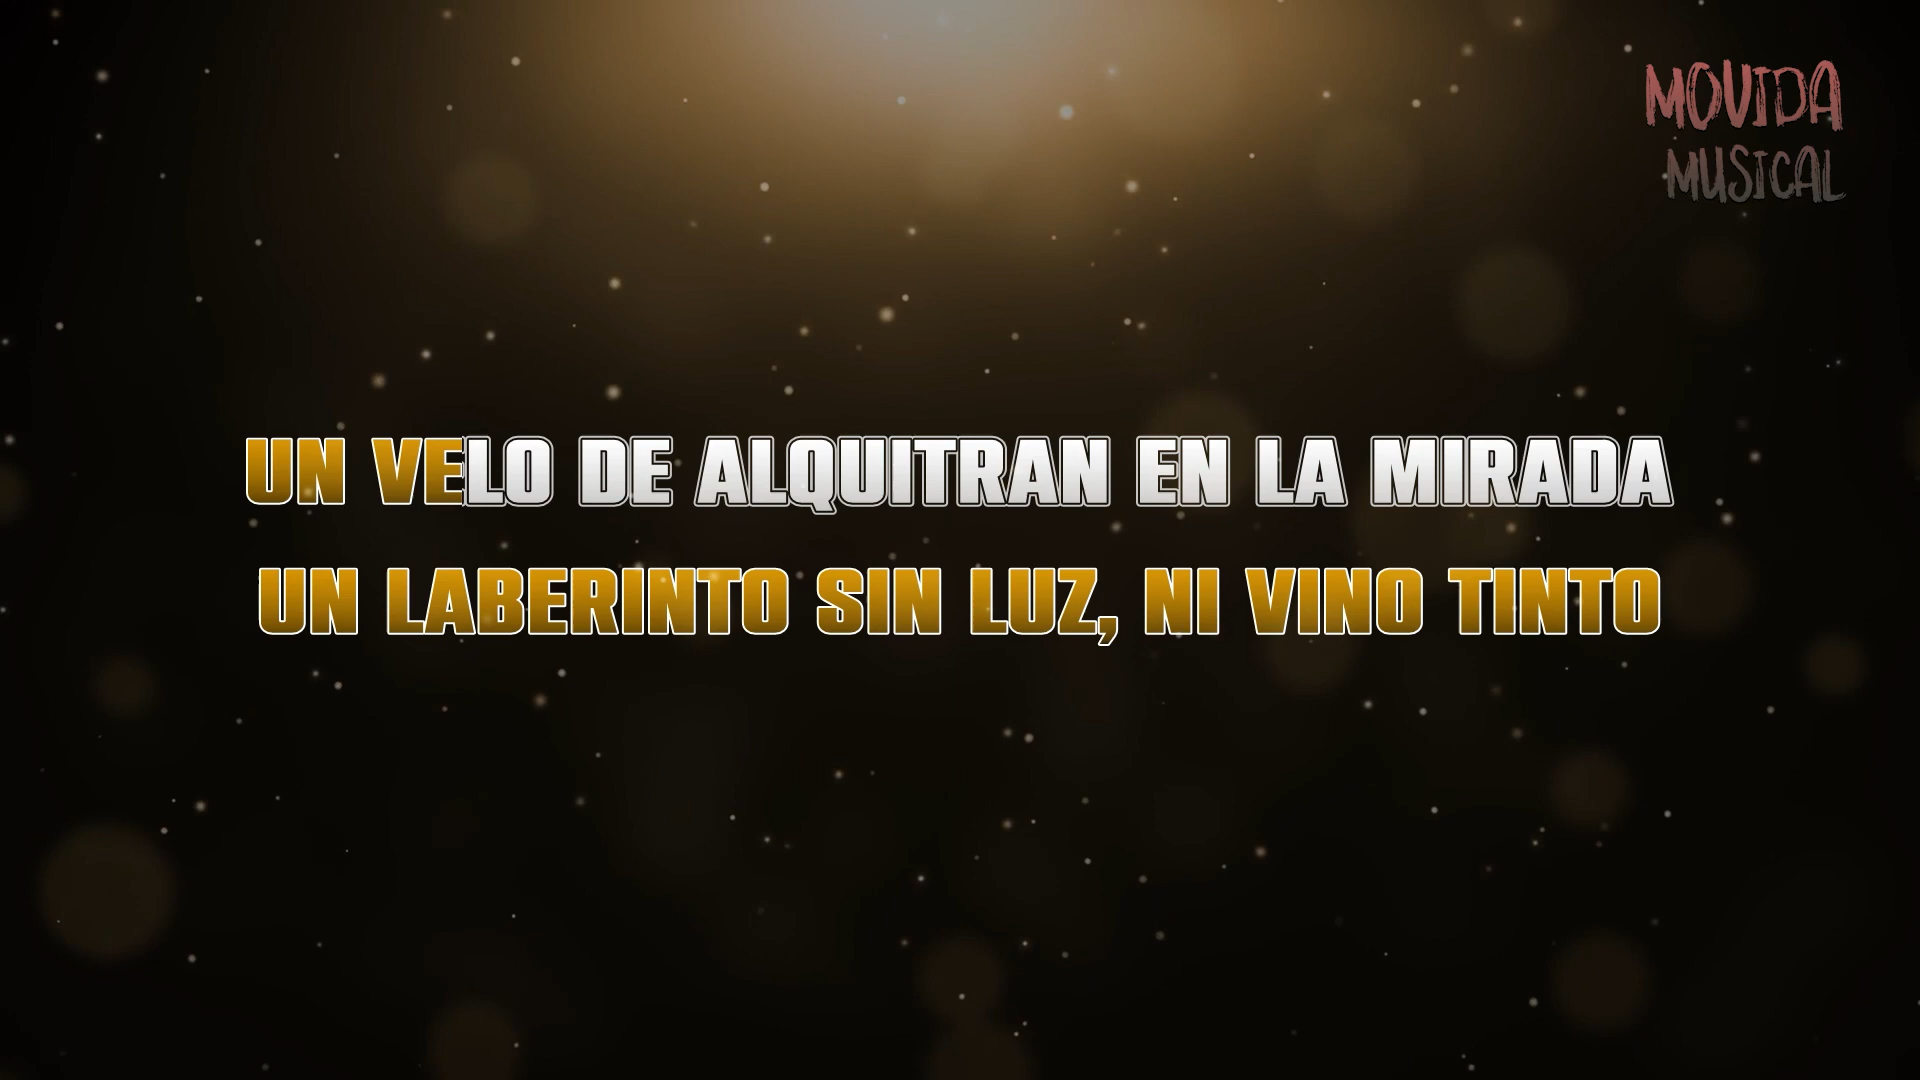 MOVIDA
MUSICAL
UN VELO DE ALQUITRAN EN LA MIRADA
UN LABERINTO SIN LUZ, NI VINO TINTO